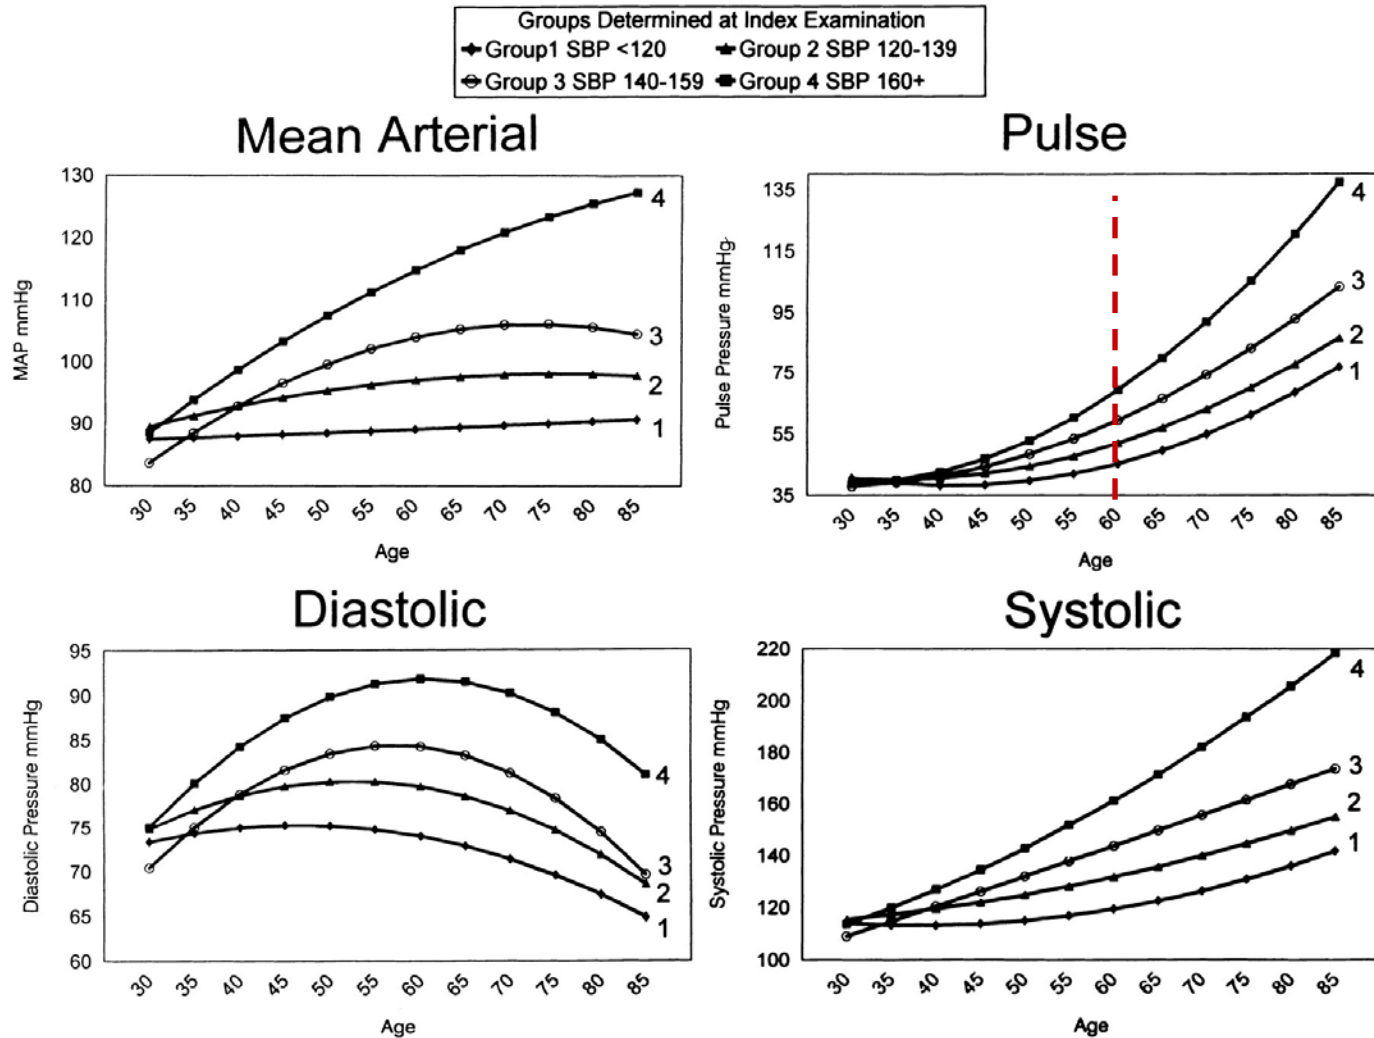 Groups Determined at Index Examination
Group1 SBP <120 Group 2 SBP 120-139
Group 3 SBP 140-159 Group 4 SBP 160+
Mean Arterial
130
120
110
100
90
80
MAP mmHg
4
3
2
1
30 35 40 45 50 55 60 65 70 75 80 85
Age
Pulse
135
115
95
75
55
35
Pulse Pressure mmHg
4
3
2
1
30 35 40 45 50 55 60 65 70 75 80 85
Age
Diastolic
95
90
85
80
75
70
65
60
Diastolic Pressure mmHg
4
3
2
1
30 35 40 45 50 55 60 65 70 75 80 85
Age
Systolic
220
200
180
160
140
120
100
Systolic Pressure mmHg
4
3
2
1
30 35 40 45 50 55 60 65 70 75 80 85
Age